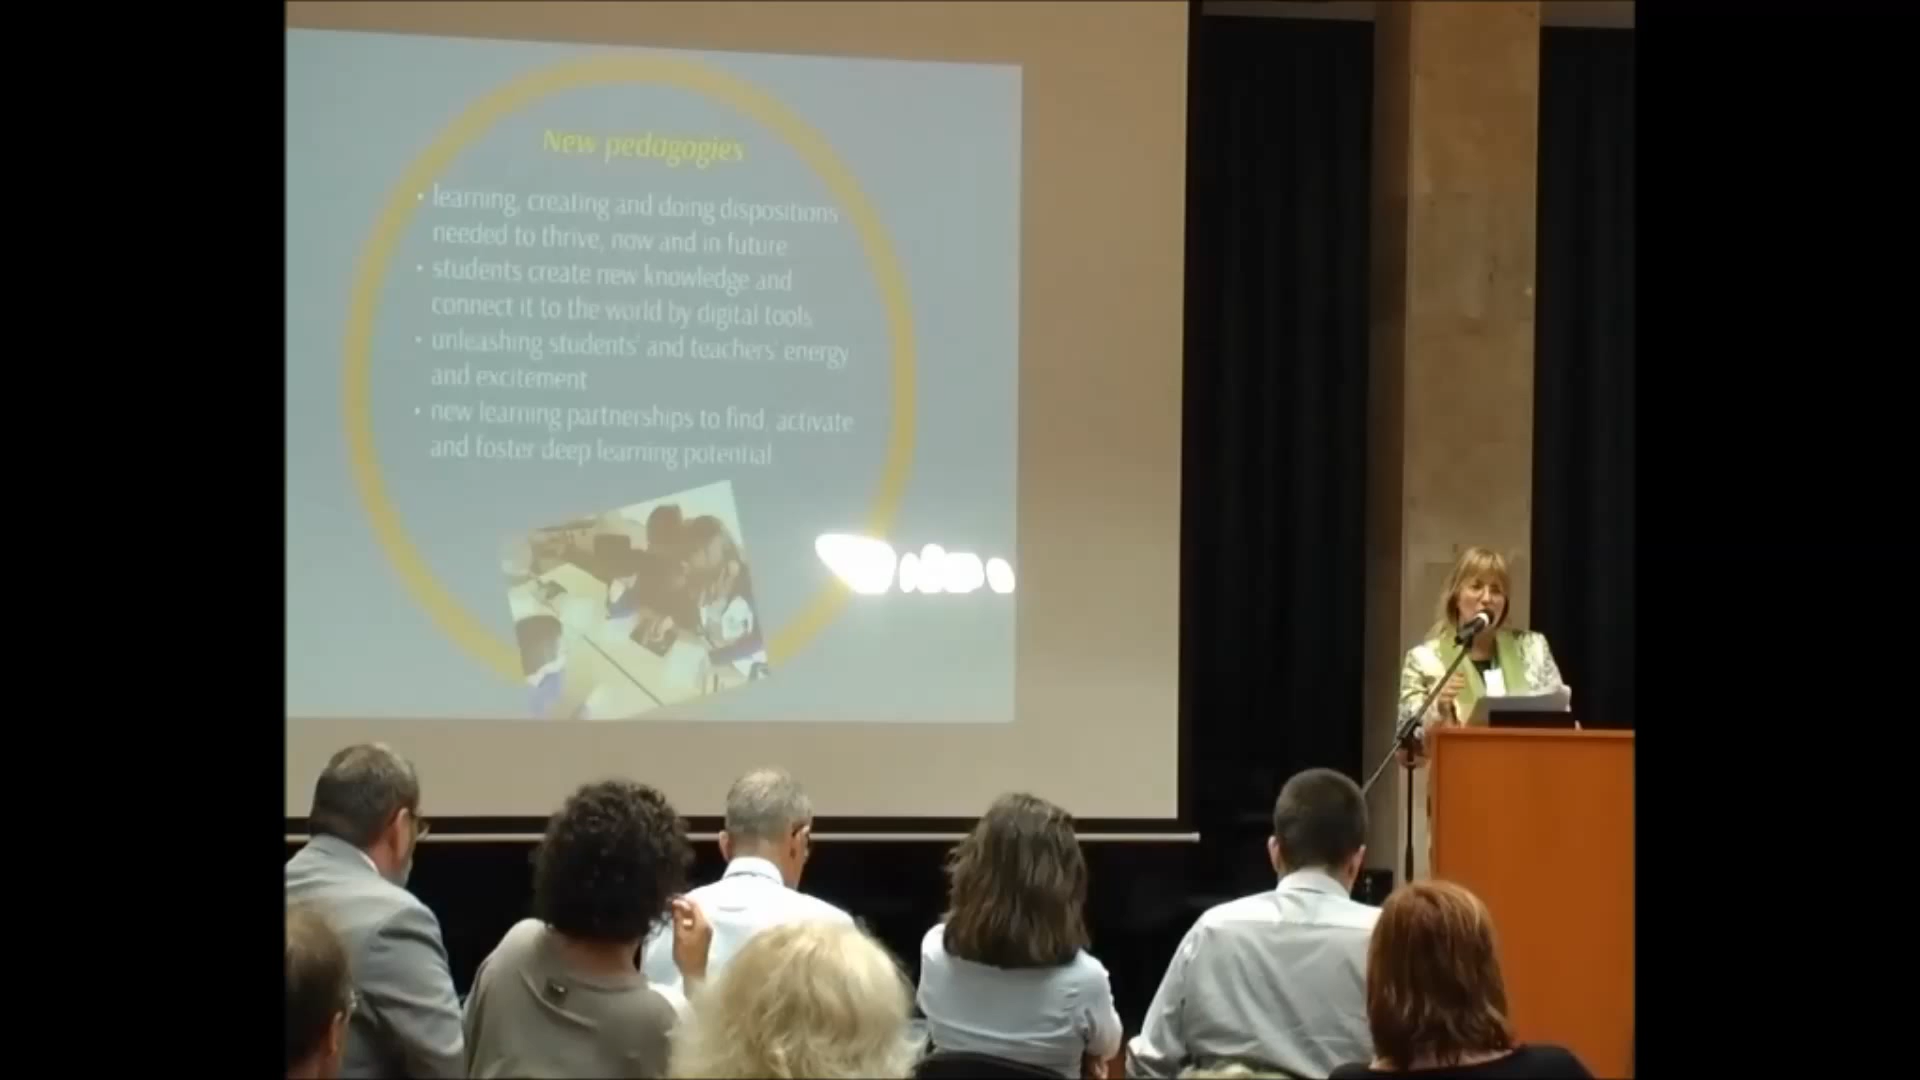 New pedagogies
• learning, creating and doing dispositions
needed to thrive, now and in future
• students create new knowledge and
connect it to the world by digital tools
• unleashing students' and teachers' energy
and excitement
• new learning partnerships to find, activate
and foster deep learning potential